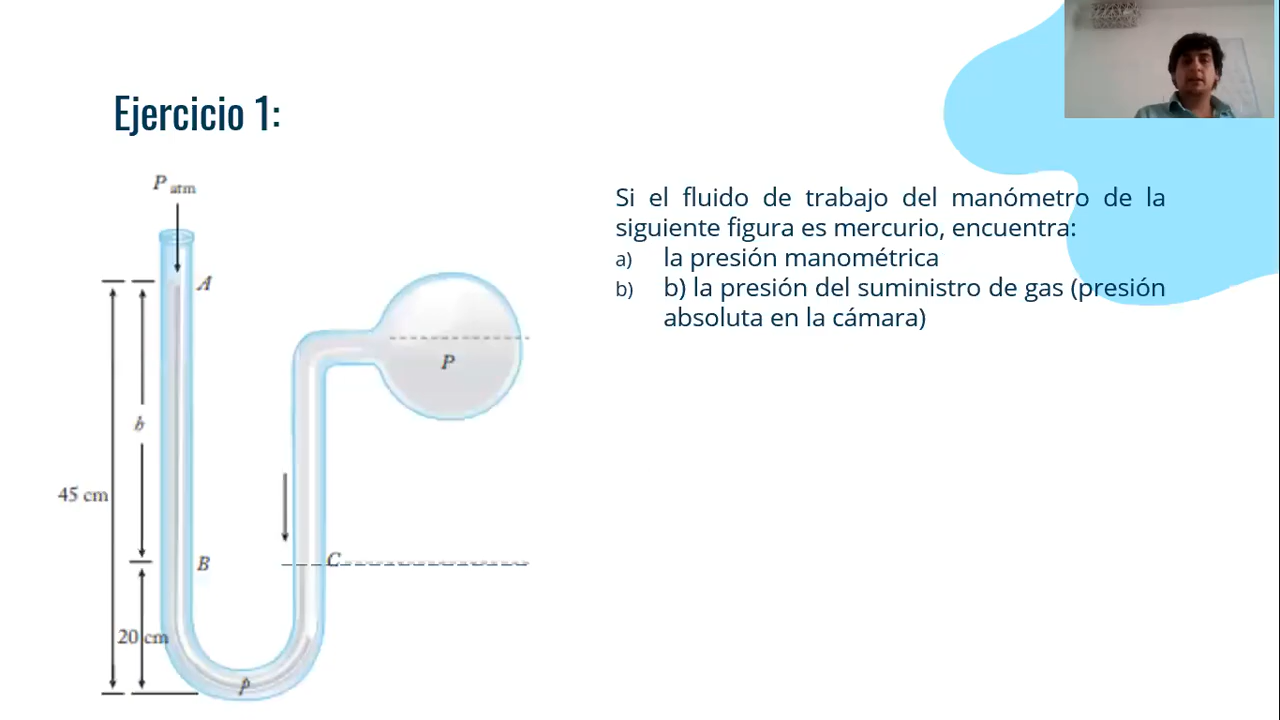 Ejercicio 1:
P atm
A
b
45 cm
B
20 cm
P
C
ρ
Si el fluido de trabajo del manómetro de la
siguiente figura es mercurio, encuentra:
a) la presión manométrica
b) b) la presión del suministro de gas (presión
absoluta en la cámara)